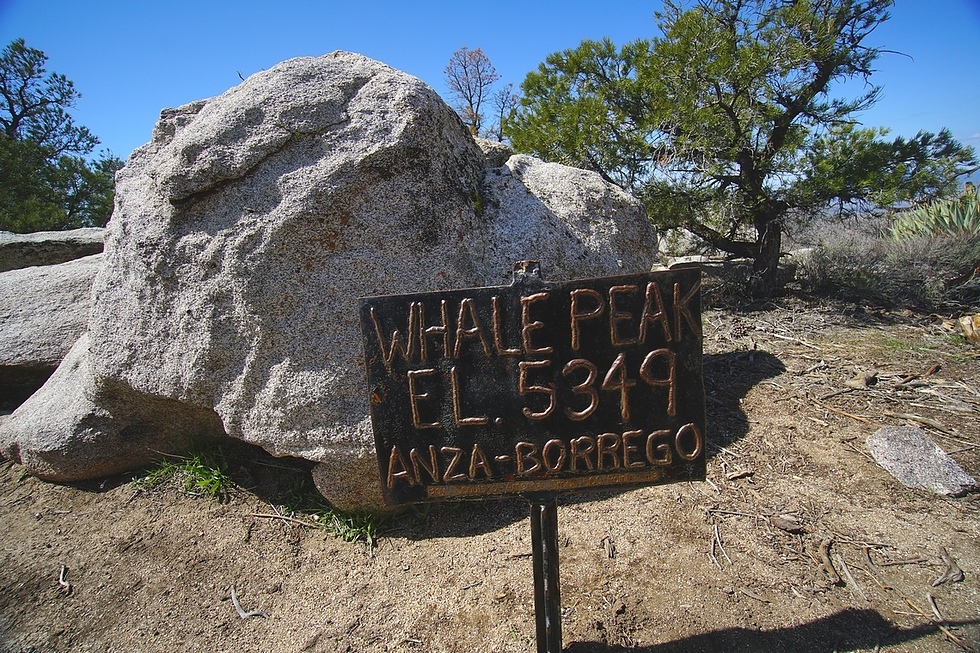 WHALE PEAK
EL. 5349
ANZA-BORREGO